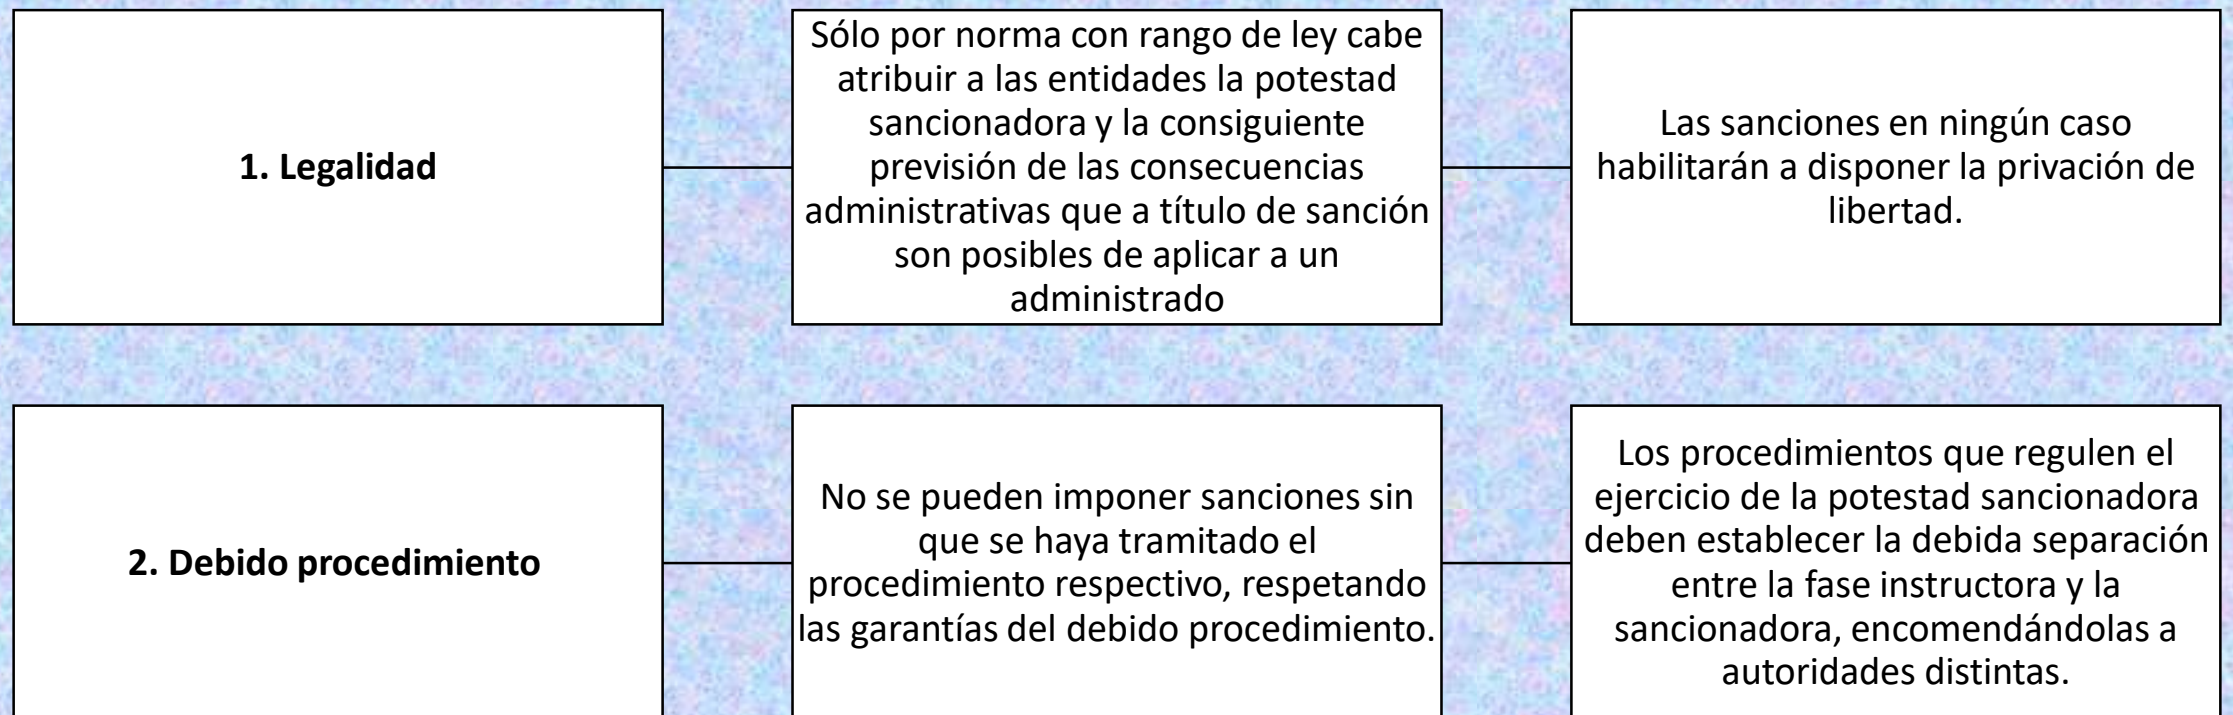 1. Legalidad
Sólo por norma con rango de ley cabe
atribuir a las entidades la potestad
sancionadora y la consiguiente
previsión de las consecuencias
administrativas que a título de sanción
son posibles de aplicar a un
administrado
Las sanciones en ningún caso
habilitarán a disponer la privación de
libertad.
2. Debido procedimiento
No se pueden imponer sanciones sin
que se haya tramitado el
procedimiento respectivo, respetando
las garantías del debido procedimiento.
Los procedimientos que regulen el
ejercicio de la potestad sancionadora
deben establecer la debida separación
entre la fase instructora y la
sancionadora, encomendándolas a
autoridades distintas.